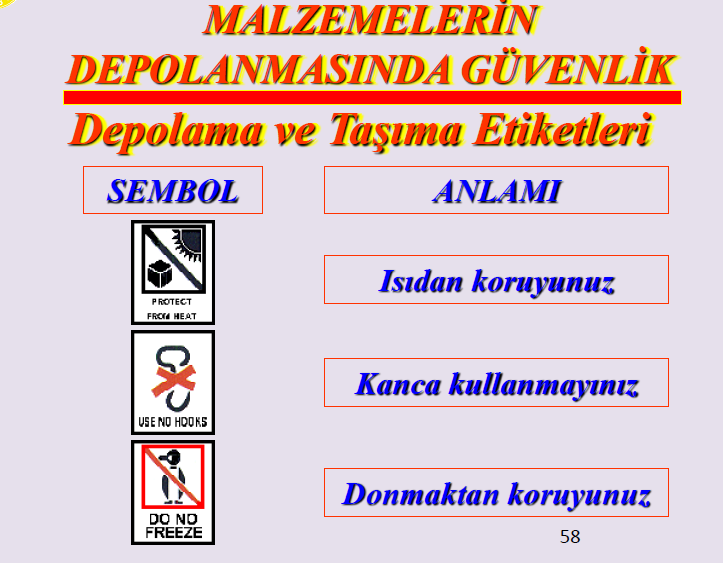 MALZEMELERİN
DEPOLANMASINDA GÜVENLİK
Depolama ve Taşıma Etiketleri
SEMBOL
ANLAMI
PROTECT
FROM HEAT
Isıdan koruyunuz
USE NO HOOKS
Kanca kullanmayınız
DO NO
FREEZE
Donmaktan koruyunuz
58